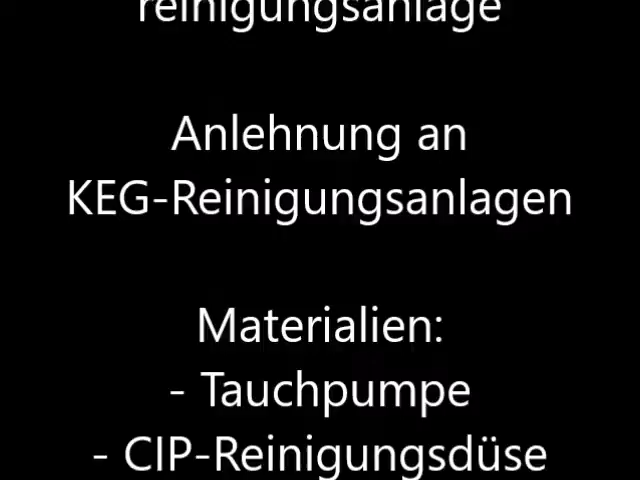 reinigungsanlage
Anlehnung an
KEG-Reinigungsanlagen
Materialien:
- Tauchpumpe
- CIP-Reinigungsdüse